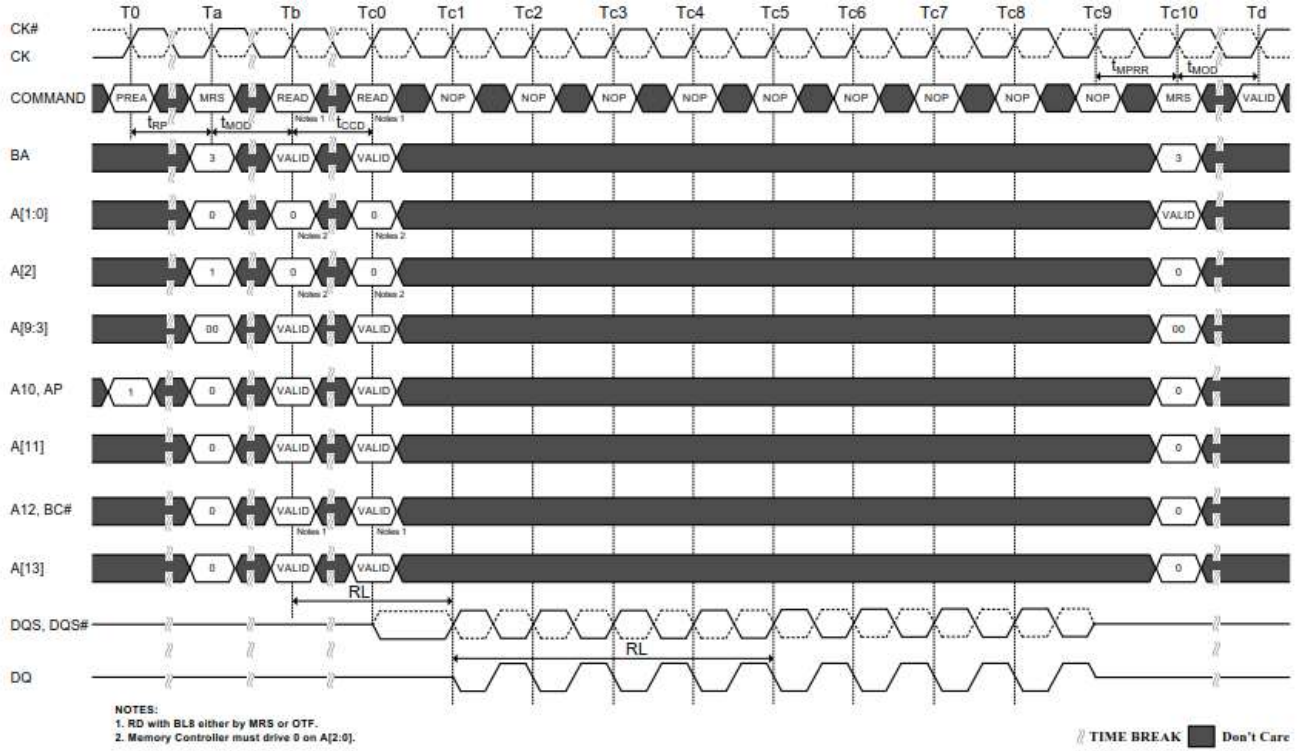 T0 Ta Tb Tc0 Tc1 Tc2 Tc3 Tc4 Tc5 Tc6 Tc7 Tc8 Tc9 Tc10 Td
CK#
CK
tMPRR tMOD
COMMAND PREA MRS READ READ NOP NOP NOP NOP NOP NOP NOP NOP NOP MRS VALID
Notes 1 Notes 1
tRP tMOD tCCD
BA 3 VALID VALID 3
A[1:0] 0 0 0 VALID
Notes 2 Notes 2
A[2] 1 0 0 0
Notes 2 Notes 2
A[9:3] 00 VALID VALID 00
A10, AP 1 0 VALID VALID 0
A[11] 0 VALID VALID 0
A12, BC# 0 VALID VALID 0
Notes 1 Notes 1
A[13] 0 VALID VALID 0
RL
DQS, DQS#
RL
DQ
NOTES:
1. RD with BL8 either by MRS or OTF.
2. Memory Controller must drive 0 on A[2:0].
TIME BREAK Don't Care